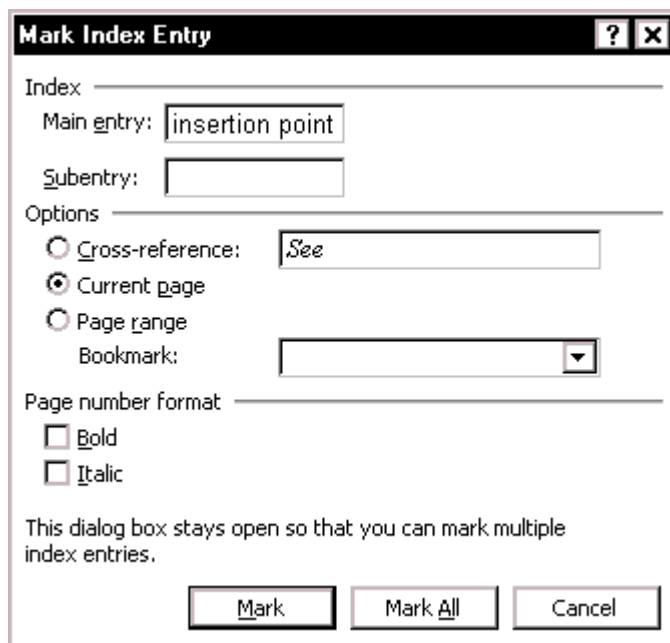 Mark Index Entry
Index
Main entry: insertion point
Subentry:
Options
Cross-reference: See
Current page
Page range
Bookmark:
Page number format
Bold
Italic
This dialog box stays open so that you can mark multiple
index entries.
Mark Mark All Cancel